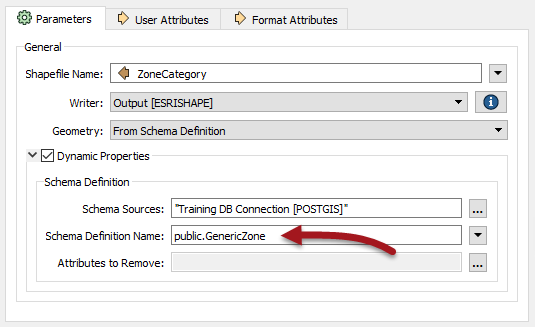 Parameters User Attributes Format Attributes
General
Shapefile Name: ZoneCategory
Writer: Output [ESRISHAPE]
Geometry: From Schema Definition
Dynamic Properties
Schema Definition
Schema Sources: "Training DB Connection [POSTGIS]" ...
Schema Definition Name: public.GenericZone
Attributes to Remove: ...